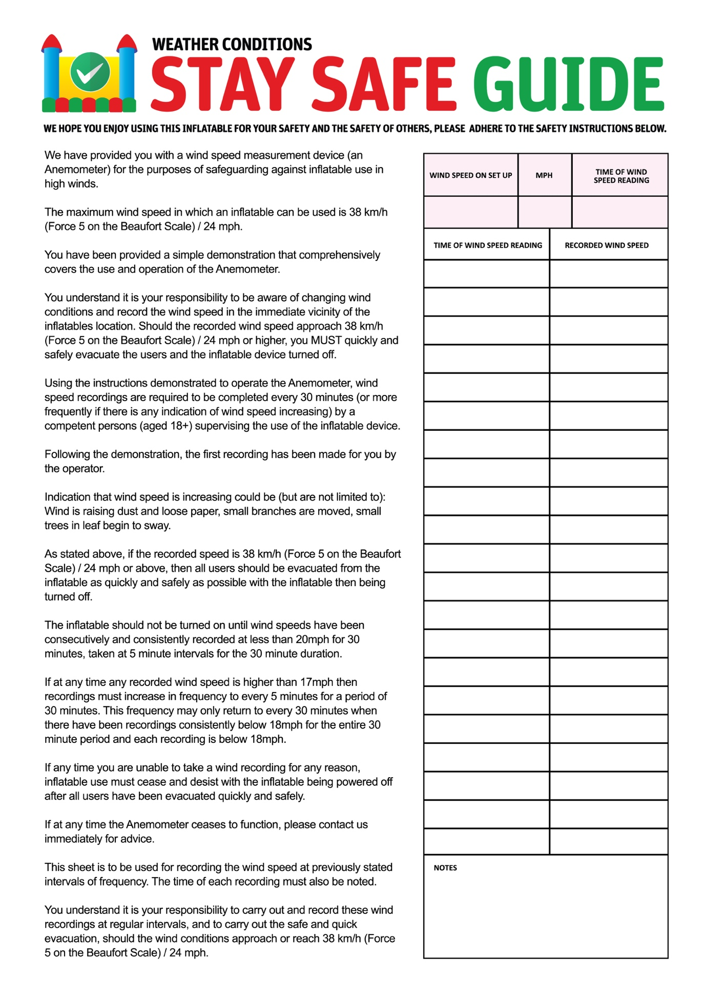 WEATHER CONDITIONS
STAY SAFE GUIDE
WE HOPE YOU ENJOY USING THIS INFLATABLE FOR YOUR SAFETY AND THE SAFETY OF OTHERS, PLEASE ADHERE TO THE SAFETY INSTRUCTIONS BELOW.
We have provided you with a wind speed measurement device (an
Anemometer) for the purposes of safeguarding against inflatable use in
high winds.
The maximum wind speed in which an inflatable can be used is 38 km/h
(Force 5 on the Beaufort Scale) / 24 mph.
You have been provided a simple demonstration that comprehensively
covers the use and operation of the Anemometer.
You understand it is your responsibility to be aware of changing wind
conditions and record the wind speed in the immediate vicinity of the
inflatables location. Should the recorded wind speed approach 38 km/h
(Force 5 on the Beaufort Scale) / 24 mph or higher, you MUST quickly and
safely evacuate the users and the inflatable device turned off.
Using the instructions demonstrated to operate the Anemometer, wind
speed recordings are required to be completed every 30 minutes (or more
frequently if there is any indication of wind speed increasing) by a
competent persons (aged 18+) supervising the use of the inflatable device.
Following the demonstration, the first recording has been made for you by
the operator.
Indication that wind speed is increasing could be (but are not limited to):
Wind is raising dust and loose paper, small branches are moved, small
trees in leaf begin to sway.
As stated above, if the recorded speed is 38 km/h (Force 5 on the Beaufort
Scale) / 24 mph or above, then all users should be evacuated from the
inflatable as quickly and safely as possible with the inflatable then being
turned off.
The inflatable should not be turned on until wind speeds have been
consecutively and consistently recorded at less than 20mph for 30
minutes, taken at 5 minute intervals for the 30 minute duration.
If at any time any recorded wind speed is higher than 17mph then
recordings must increase in frequency to every 5 minutes for a period of
30 minutes. This frequency may only return to every 30 minutes when
there have been recordings consistently below 18mph for the entire 30
minute period and each recording is below 18mph.
If any time you are unable to take a wind recording for any reason,
inflatable use must cease and desist with the inflatable being powered off
after all users have been evacuated quickly and safely.
If at any time the Anemometer ceases to function, please contact us
immediately for advice.
This sheet is to be used for recording the wind speed at previously stated
intervals of frequency. The time of each recording must also be noted.
You understand it is your responsibility to carry out and record these wind
recordings at regular intervals, and to carry out the safe and quick
evacuation, should the wind conditions approach or reach 38 km/h (Force
5 on the Beaufort Scale) / 24 mph.
WIND SPEED ON SET UP
MPH
TIME OF WIND
SPEED READING
TIME OF WIND SPEED READING
RECORDED WIND SPEED
NOTES